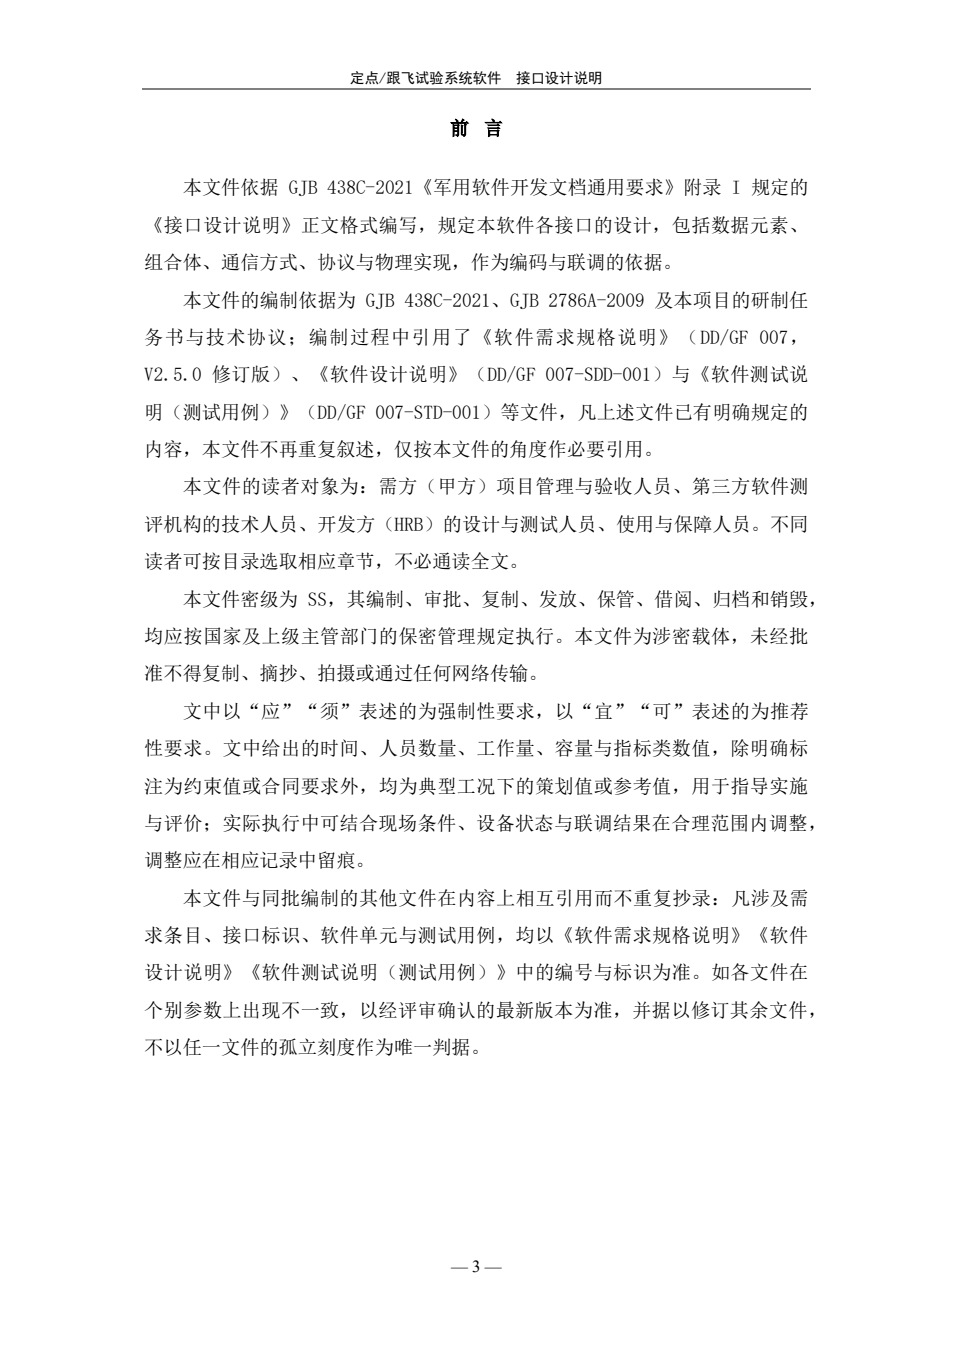 定点/跟飞试验系统软件　接口设计说明
前 言
本文件依据 GJB 438C-2021《军用软件开发文档通用要求》附录 I 规定的
《接口设计说明》正文格式编写，规定本软件各接口的设计，包括数据元素、
组合体、通信方式、协议与物理实现，作为编码与联调的依据。
本文件的编制依据为 GJB 438C-2021、GJB 2786A-2009 及本项目的研制任
务书与技术协议；编制过程中引用了《软件需求规格说明》（DD/GF 007，
V2.5.0 修订版）、《软件设计说明》（DD/GF 007-SDD-001）与《软件测试说
明（测试用例）》（DD/GF 007-STD-001）等文件，凡上述文件已有明确规定的
内容，本文件不再重复叙述，仅按本文件的角度作必要引用。
本文件的读者对象为：需方（甲方）项目管理与验收人员、第三方软件测
评机构的技术人员、开发方（HRB）的设计与测试人员、使用与保障人员。不同
读者可按目录选取相应章节，不必通读全文。
本文件密级为 SS，其编制、审批、复制、发放、保管、借阅、归档和销毁，
均应按国家及上级主管部门的保密管理规定执行。本文件为涉密载体，未经批
准不得复制、摘抄、拍摄或通过任何网络传输。
文中以“应”“须”表述的为强制性要求，以“宜”“可”表述的为推荐
性要求。文中给出的时间、人员数量、工作量、容量与指标类数值，除明确标
注为约束值或合同要求外，均为典型工况下的策划值或参考值，用于指导实施
与评价；实际执行中可结合现场条件、设备状态与联调结果在合理范围内调整，
调整应在相应记录中留痕。
本文件与同批编制的其他文件在内容上相互引用而不重复抄录：凡涉及需
求条目、接口标识、软件单元与测试用例，均以《软件需求规格说明》《软件
设计说明》《软件测试说明（测试用例）》中的编号与标识为准。如各文件在
个别参数上出现不一致，以经评审确认的最新版本为准，并据以修订其余文件，
不以任一文件的孤立刻度作为唯一判据。
— 3 —